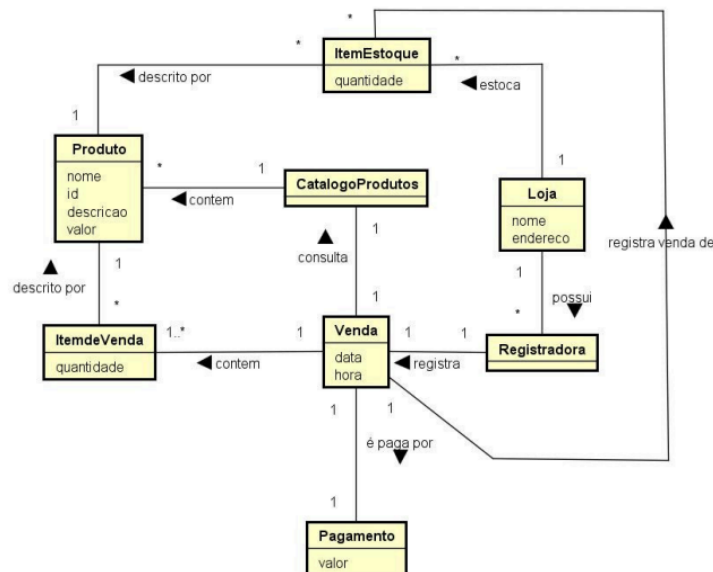 *
*
ItemEstoque
*
quantidade
descrito por
estoca
1
1
Produto
nome
id
descricao
valor
*
1
contem
CatalogoProdutos
Loja
nome
endereco
registra venda de
1
consulta
1
descrito por
1
possui
*
1
*
ItemdeVenda
quantidade
1..*
1
contem
Venda
data
hora
1
1
registra
Registradora
1
1
é paga por
1
Pagamento
valor